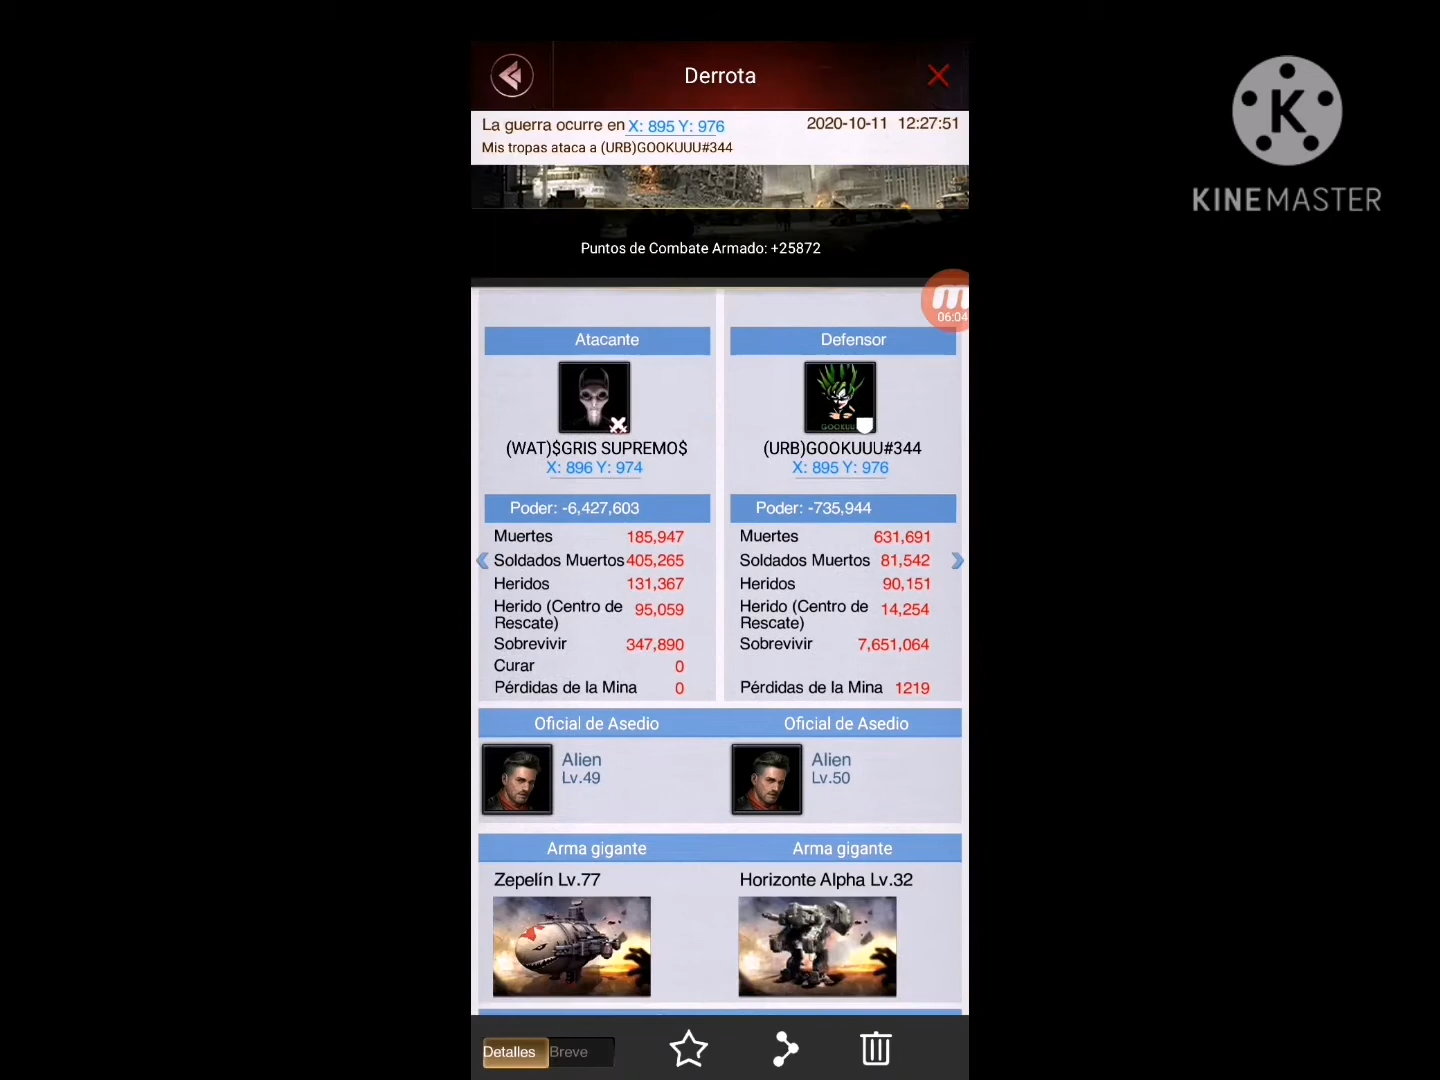 Derrota
La guerra ocurre en X: 895 Y: 976 2020-10-11 12:27:51
Mis tropas ataca a (URB)GOOKUUU#344
KINEMASTER
Puntos de Combate Armado: +25872
06:04
Atacante Defensor
GOOKUU
(WAT)$GRIS SUPREMO$ (URB)GOOKUUU#344
X: 896 Y: 974 X: 895 Y: 976
Poder: -6,427,603 Poder: -735,944
Muertes 185,947 Muertes 631,691
Soldados Muertos 405,265 Soldados Muertos 81,542
Heridos 131,367 Heridos 90,151
Herido (Centro de 95,059 Herido (Centro de 14,254
Rescate) Rescate)
Sobrevivir 347,890 Sobrevivir 7,651,064
Curar 0
Pérdidas de la Mina 0 Pérdidas de la Mina 1219
Oficial de Asedio Oficial de Asedio
Alien Alien
Lv.49 Lv.50
Arma gigante Arma gigante
Zepelín Lv.77 Horizonte Alpha Lv.32
Detalles Breve